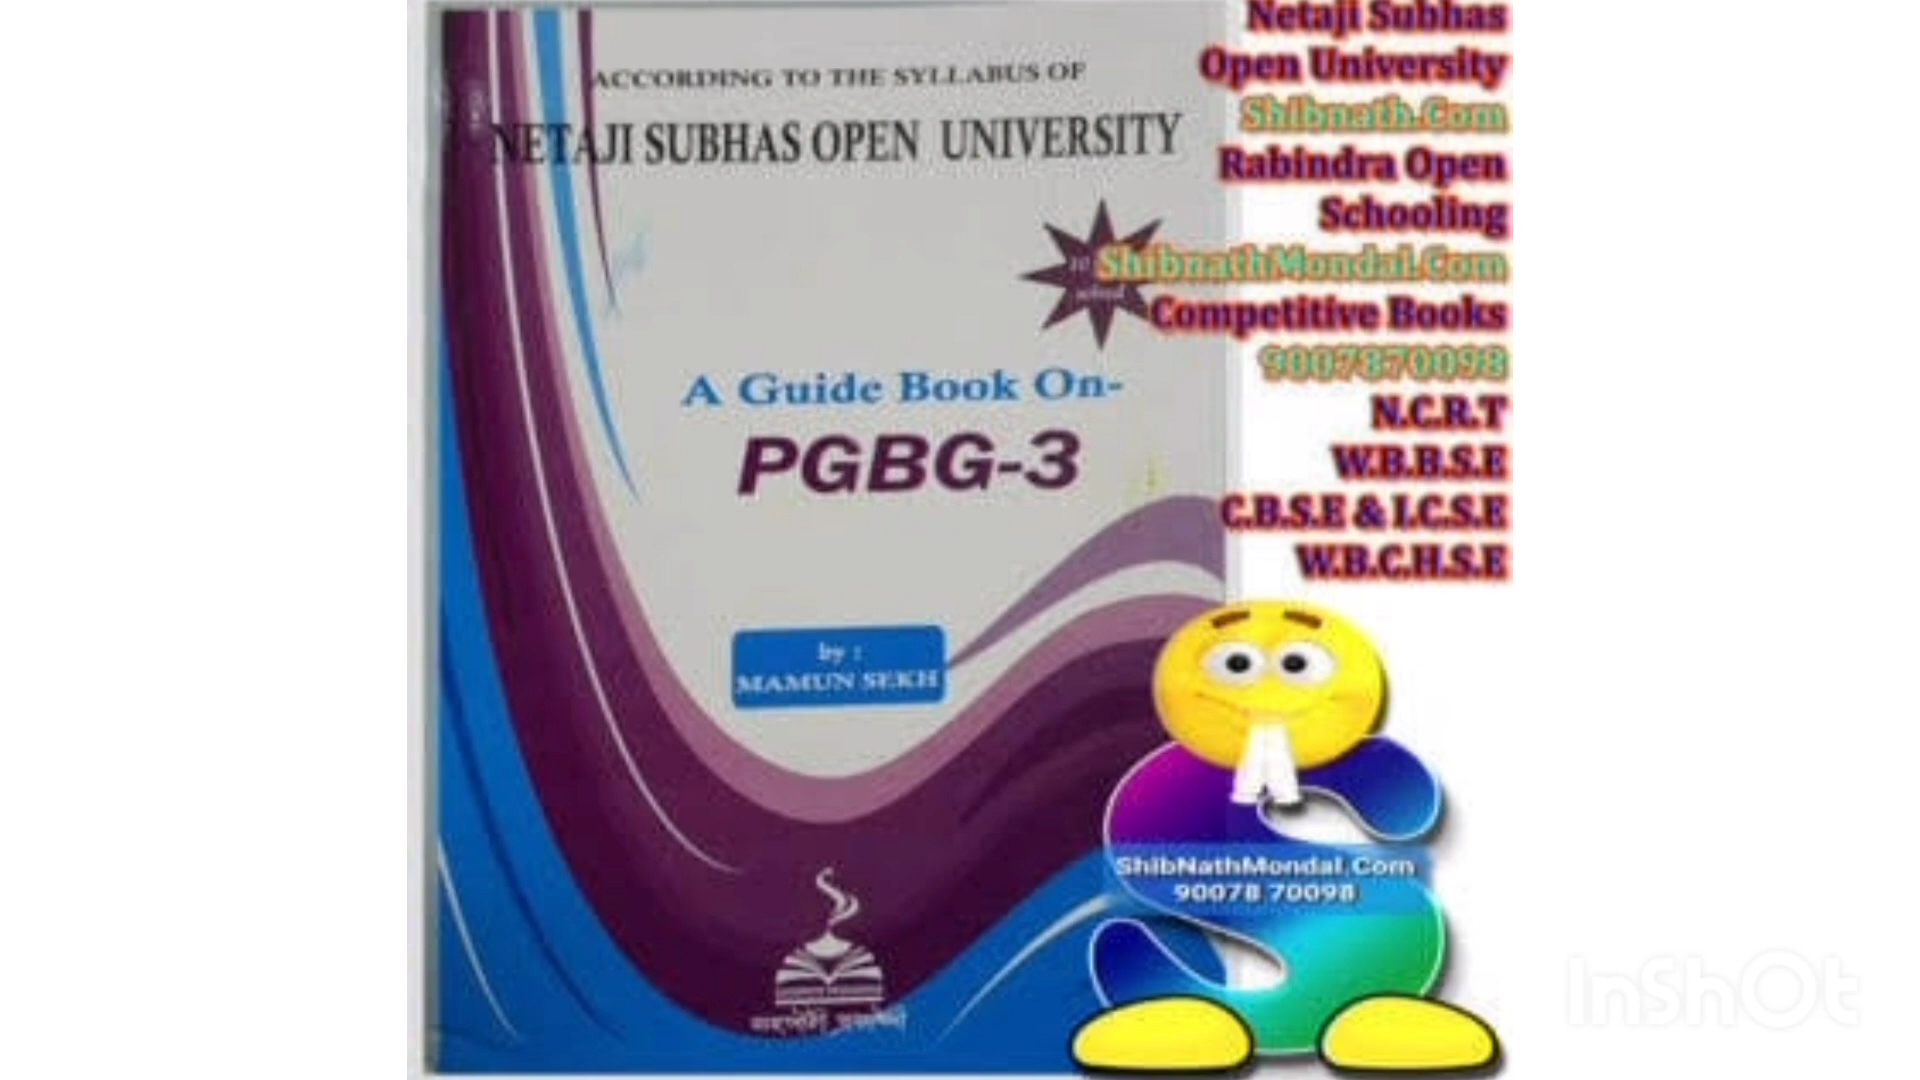 ACCORDING TO THE SYLLABUS OF
NETAJI SUBHAS OPEN UNIVERSITY
A Guide Book On-
PGBG-3
by :
MAMUN SEKH
Netaji Subhas
Open University
Shibnath.Com
Rabindra Open
Schooling
ShibnathMondal.Com
Competitive Books
9007870098
N.C.R.T
W.B.B.S.E
C.B.S.E & I.C.S.E
W.B.C.H.S.E
ShibNathMondal.Com
90078 70098
InShOt